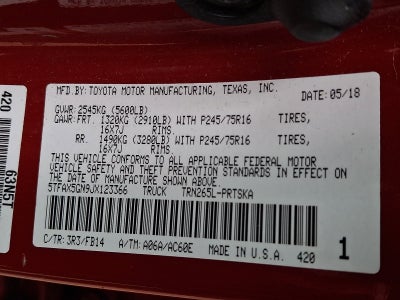 MFD.BY:TOYOTA MOTOR MANUFACTURING, TEXAS, INC.
DATE:05/18
GVWR:2545KG (5600LB)
GAWR:FRT. 1320KG (2910LB) WITH P245/75R16 TIRES,
16X7J RIMS.
RR. 1490KG (3280LB) WITH P245/75R16 TIRES,
16X7J RIMS.
THIS VEHICLE CONFORMS TO ALL APPLICABLE FEDERAL MOTOR
VEHICLE SAFETY AND THEFT PREVENTION STANDARDS IN EFFECT ON
THE DATE OF MANUFACTURE SHOWN ABOVE.
5TFAX5GN9JX123366 TRUCK TRN265L-PRTSKA
C/TR:3R3/FB14 A/TM:A06A/AC60E MADE IN U.S.A. 420 1
420